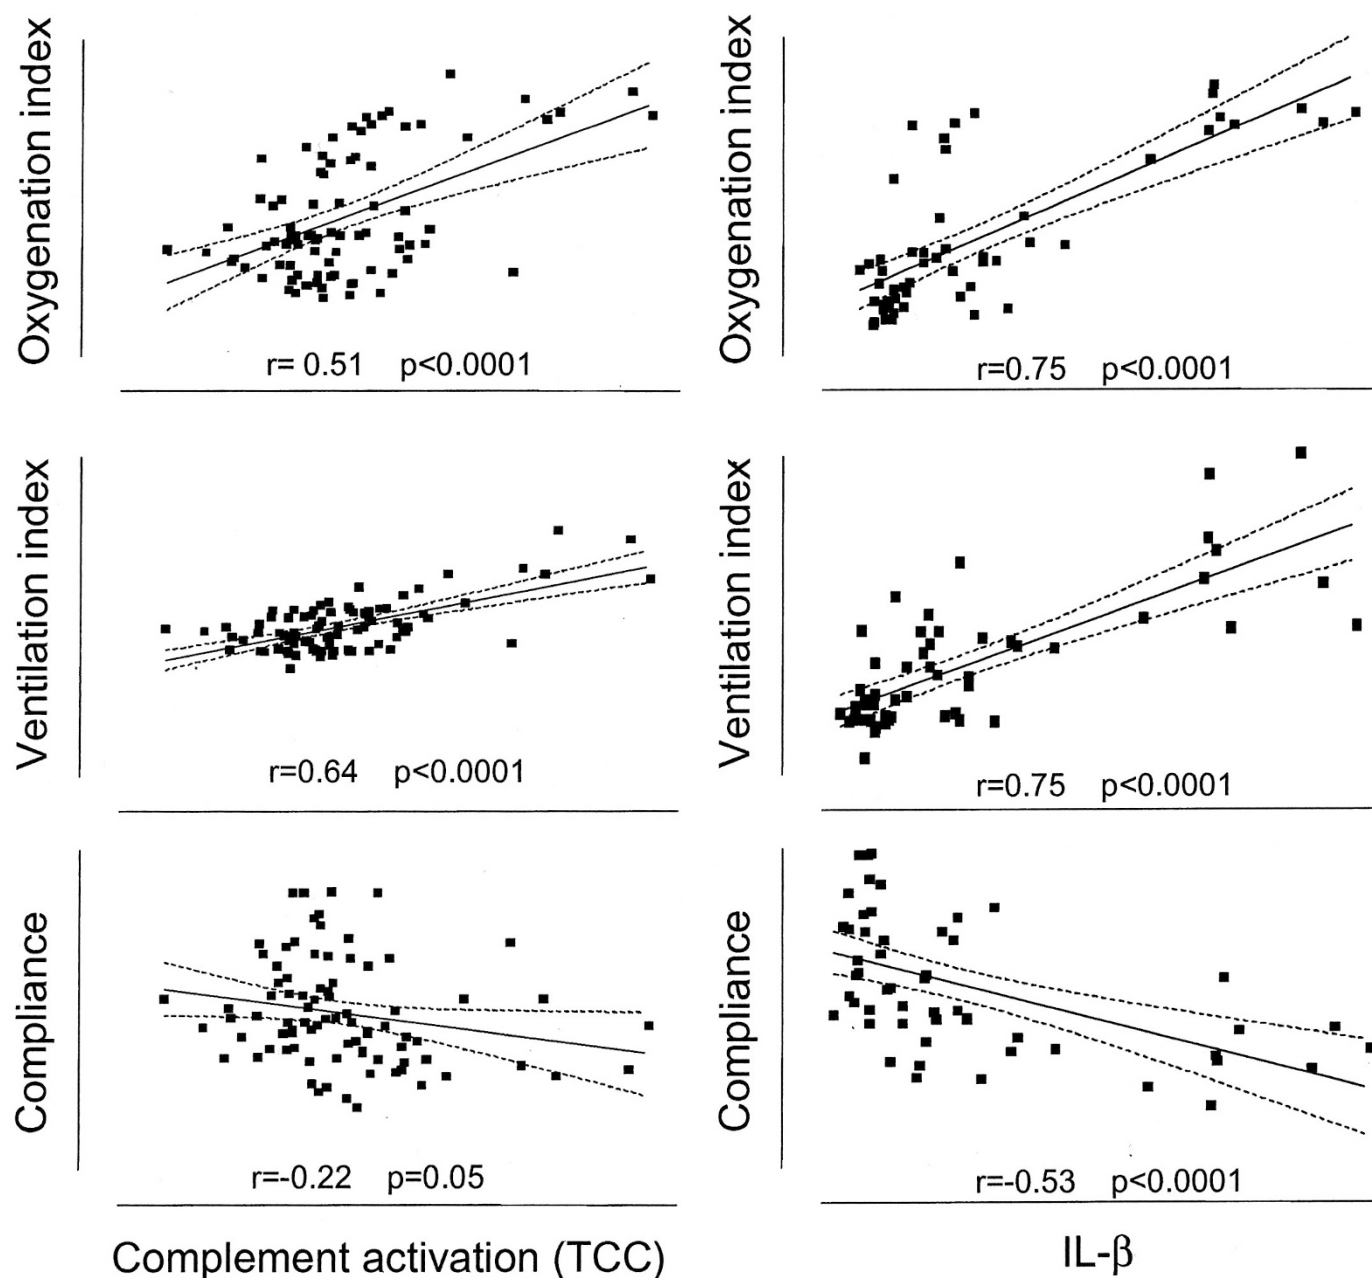 Oxygenation index
r= 0.51 p<0.0001
Oxygenation index
r=0.75 p<0.0001
Ventilation index
r=0.64 p<0.0001
Ventilation index
r=0.75 p<0.0001
Compliance
r=-0.22 p=0.05
Compliance
r=-0.53 p<0.0001
Complement activation (TCC)
IL-β